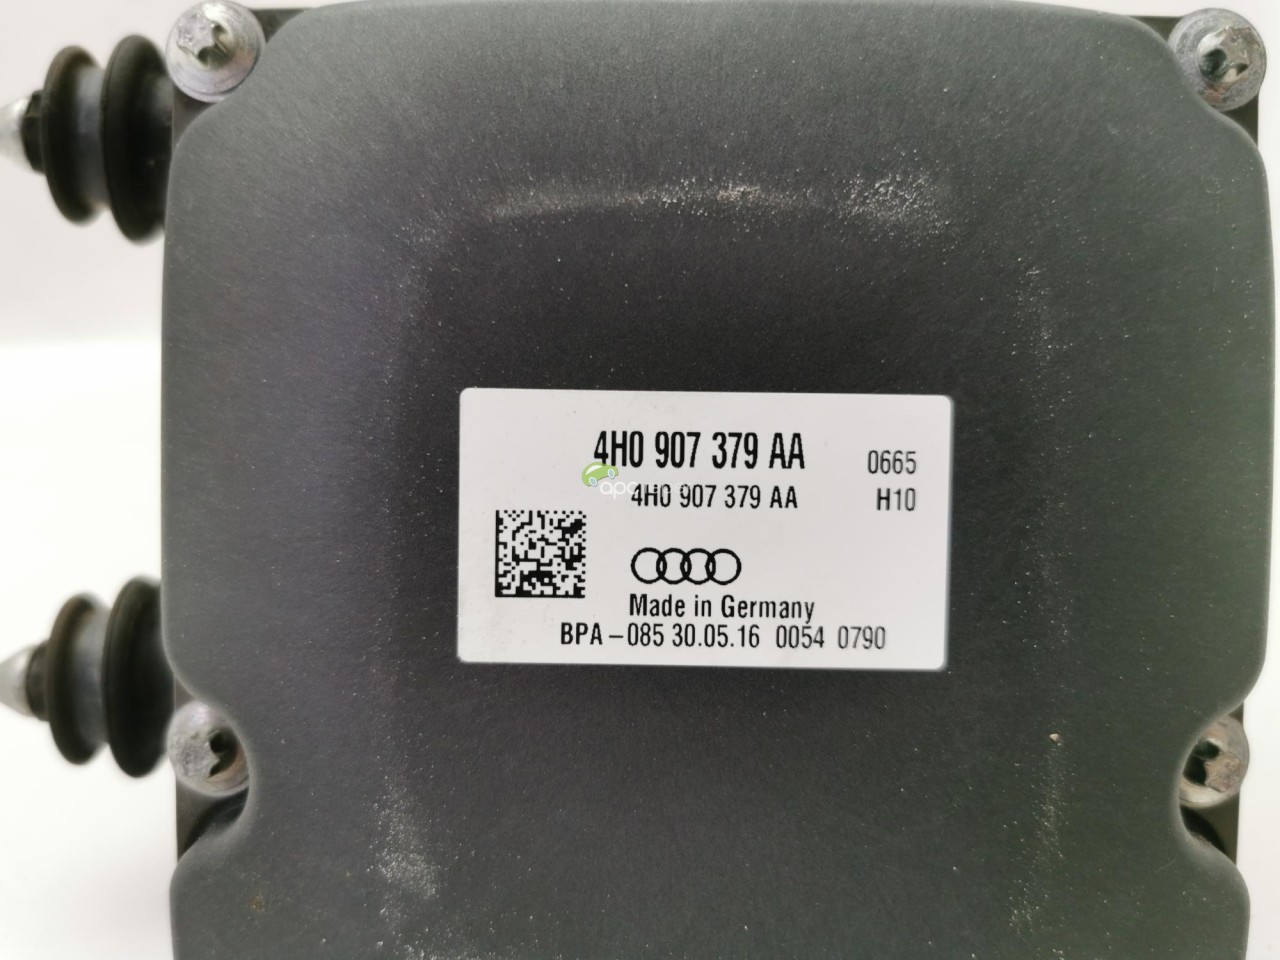 4H0 907 379 AA 0665
4H0 907 379 AA H10
Made in Germany
BPA-085 30.05.16 0054 0790